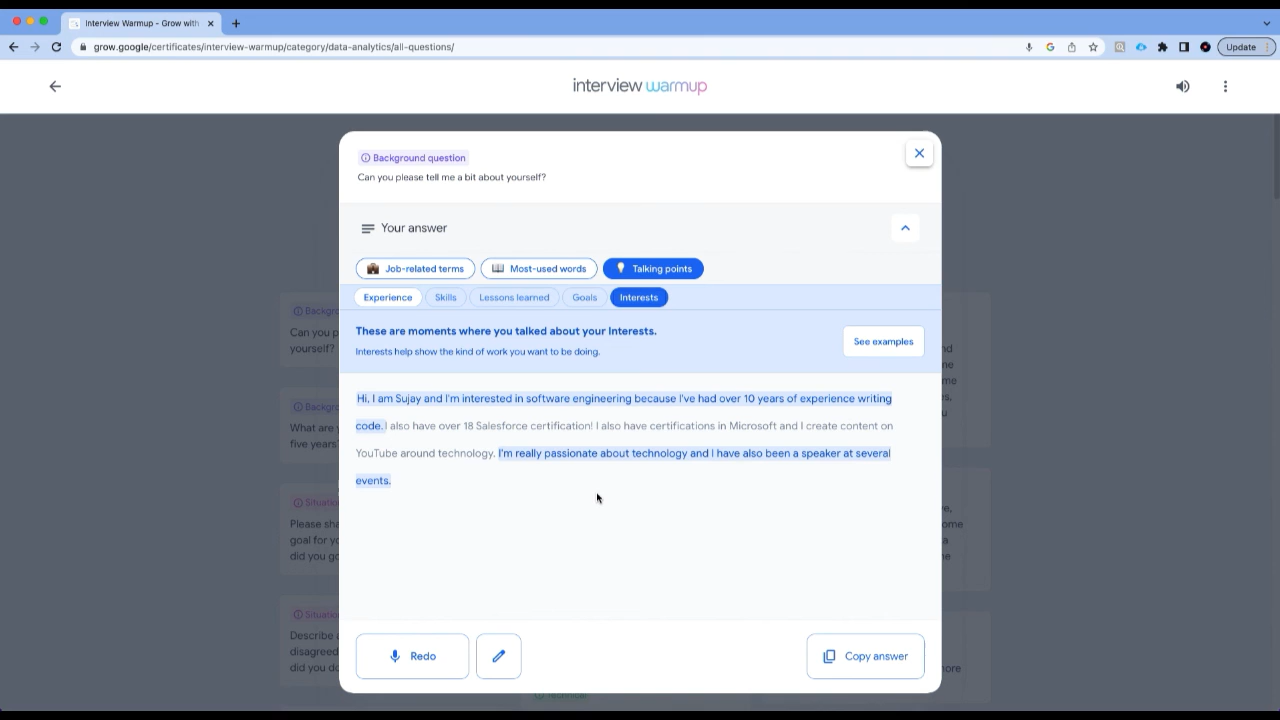 Interview Warmup - Grow with
grow.google/certificates/interview-warmup/category/data-analytics/all-questions/
Update
interview warmup
Background question
Can you please tell me a bit about yourself?
Your answer
Job-related terms
Most-used words
Talking points
Experience
Skills
Lessons learned
Goals
Interests
These are moments where you talked about your Interests.
Interests help show the kind of work you want to be doing.
See examples
Hi, I am Sujay and I'm interested in software engineering because I've had over 10 years of experience writing
code. I also have over 18 Salesforce certification! I also have certifications in Microsoft and I create content on
YouTube around technology. I'm really passionate about technology and I have also been a speaker at several
events.
Redo
Copy answer
Backgro
Can you p
yourself?
Backgro
What are
five years
Situatio
Please sha
goal for yo
did you go
Situatio
Describe a
disagreed
did you do